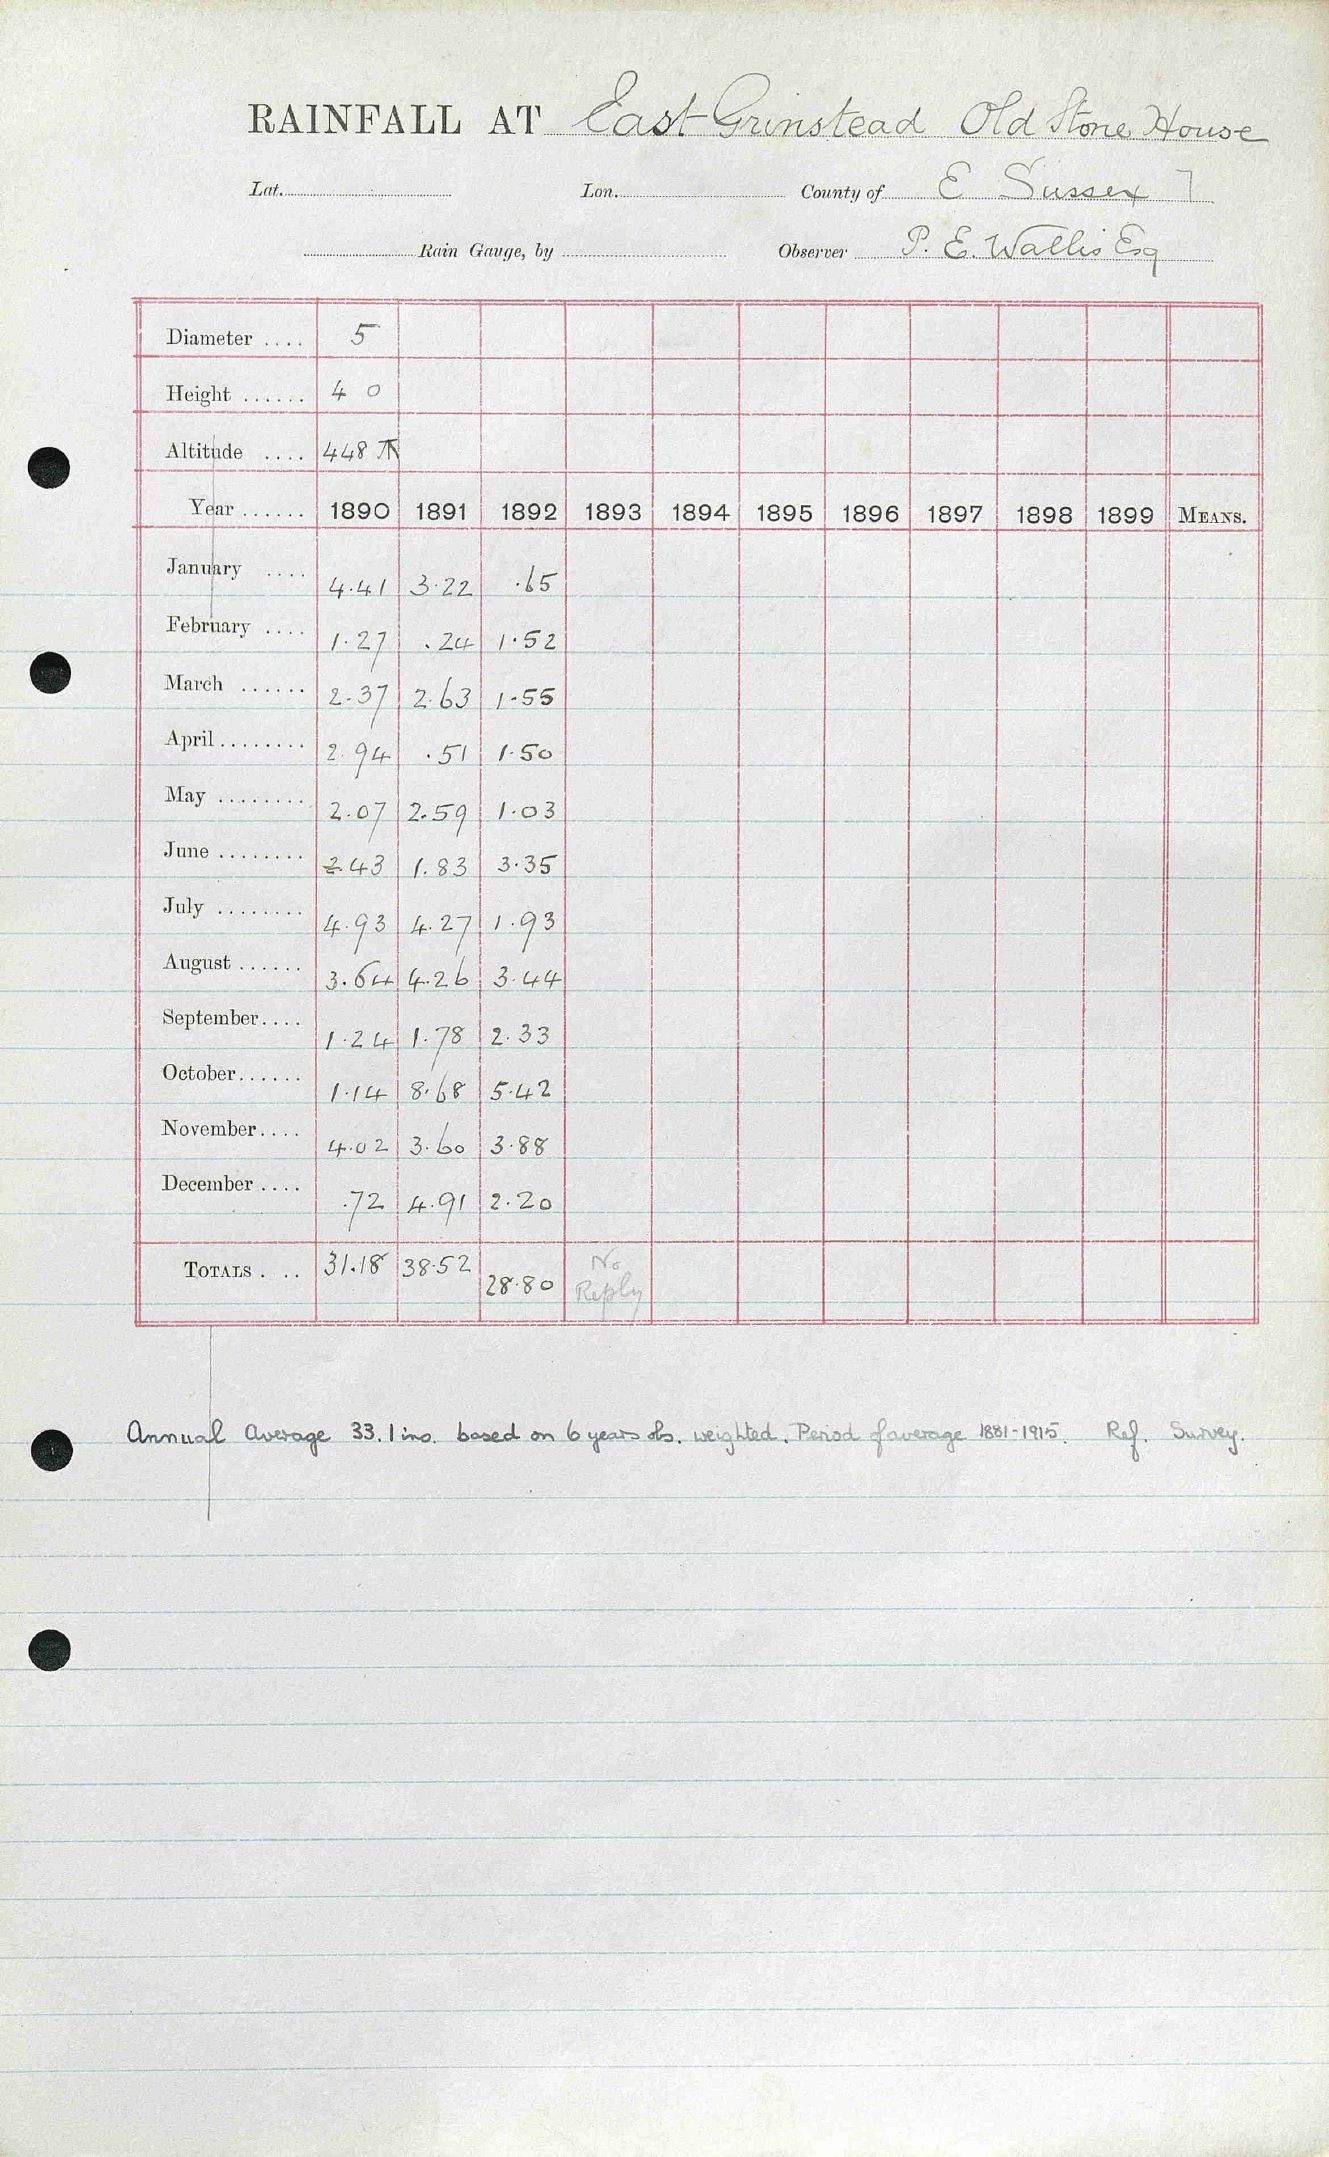 RAINFALL AT East Grinstead Old Stone House
Lat. Lon. County of E Sussex 7
Rain Gauge, by Observer P. E. Wallis Esq
Diameter .... 5
Height ...... 4 0
Altitude .... 448
Year ...... 1890 1891 1892 1893 1894 1895 1896 1897 1898 1899 MEANS.
January .... 4.41 3.22 .65
February .... 1.27 .24 1.52
March ...... 2.37 2.63 1.55
April ........ 2.94 .51 1.50
May ........ 2.07 2.59 1.03
June ........ 2.43 1.83 3.35
July ........ 4.93 4.27 1.93
August ...... 3.64 4.26 3.44
September .... 1.24 1.78 2.33
October ...... 1.14 8.68 5.42
November .... 4.02 3.60 3.88
December .... .72 4.91 2.20
TOTALS . .. 31.18 38.52 28.80 No Reply
Annual Average 33.1 ins. based on 6 years obs. weighted. Period of average 1881-1915. Ref. Survey.